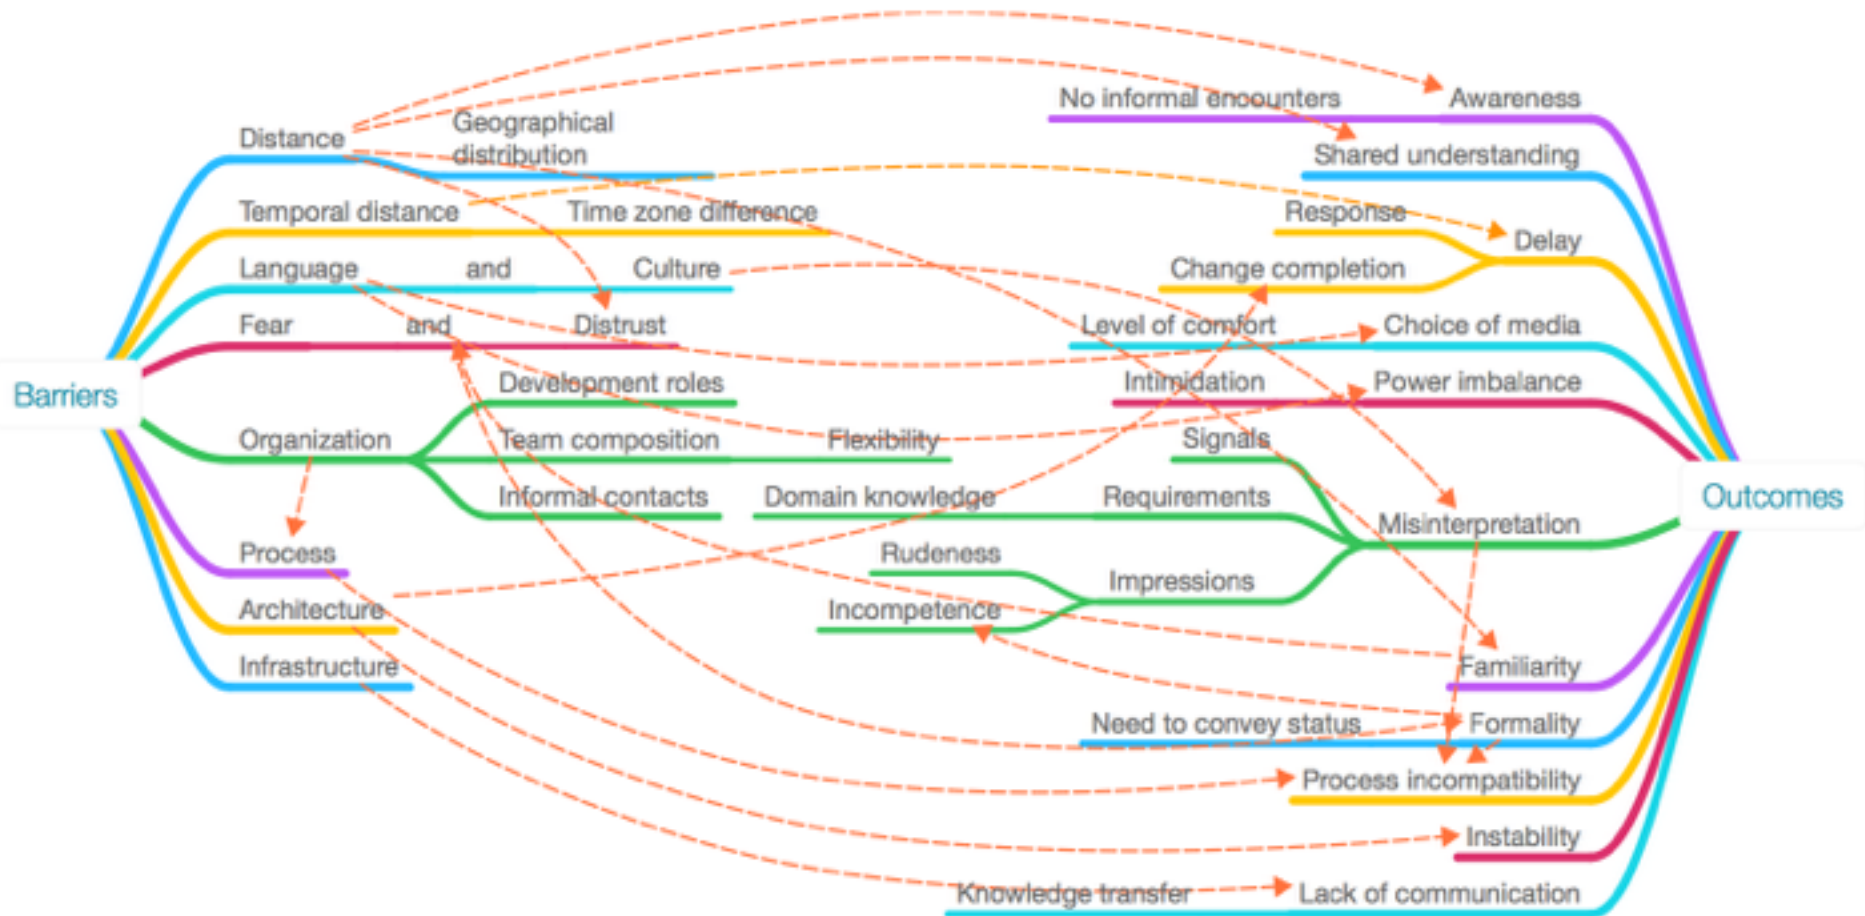 Barriers
Distance
Geographical
distribution
Temporal distance
Time zone difference
Language and Culture
Fear and Distrust
Organization
Development roles
Team composition
Flexibility
Informal contacts
Process
Architecture
Infrastructure
Outcomes
No informal encounters
Awareness
Shared understanding
Response
Delay
Change completion
Level of comfort
Choice of media
Intimidation
Power imbalance
Signals
Domain knowledge
Requirements
Misinterpretation
Rudeness
Impressions
Incompetence
Familiarity
Need to convey status
Formality
Process incompatibility
Instability
Knowledge transfer
Lack of communication